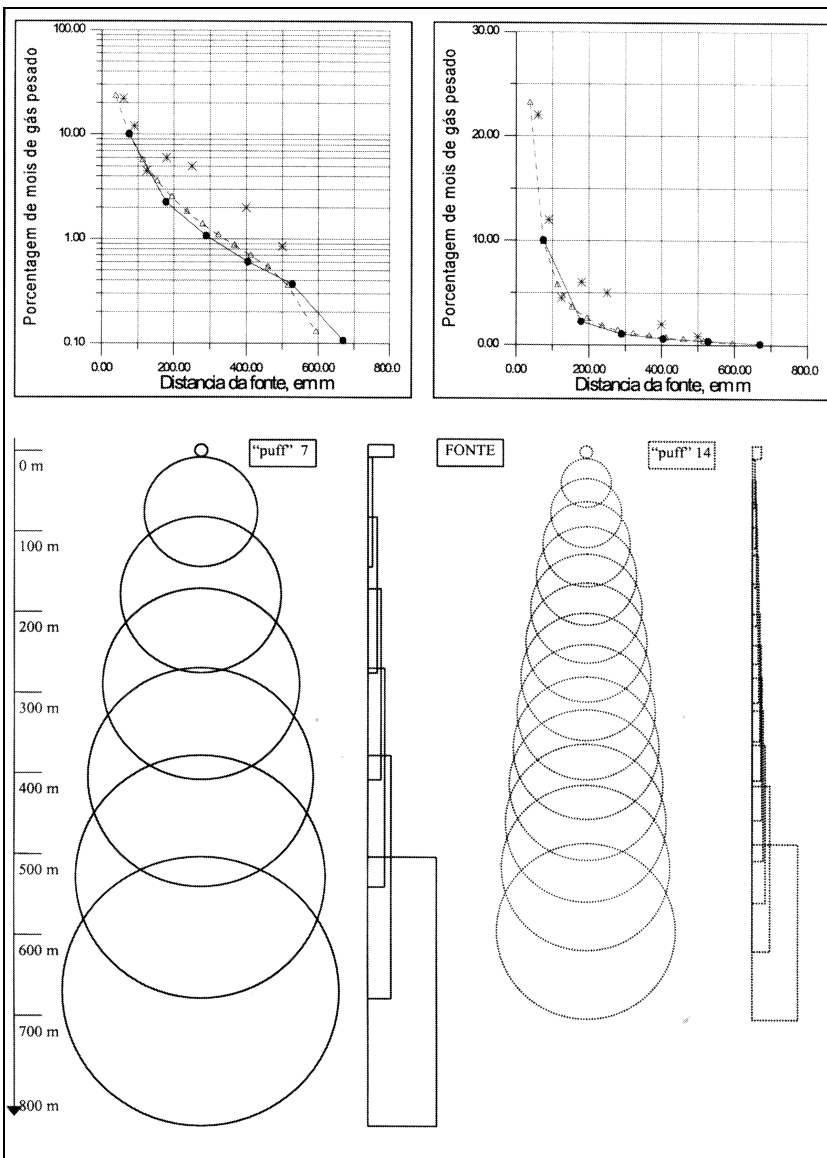 Porcentagem de mois de gás pesado
100.00
10.00
1.00
0.10
0.00
200.00
400.00
600.00
800.0
Distancia da fonte, em m
Porcentagem de mois de gás pesado
30.00
20.00
10.00
0.00
0.00
200.00
400.00
600.00
800.0
Distancia da fonte, em m
0 m
100 m
200 m
300 m
400 m
500 m
600 m
700 m
800 m
"puff" 7
FONTE
"puff" 14